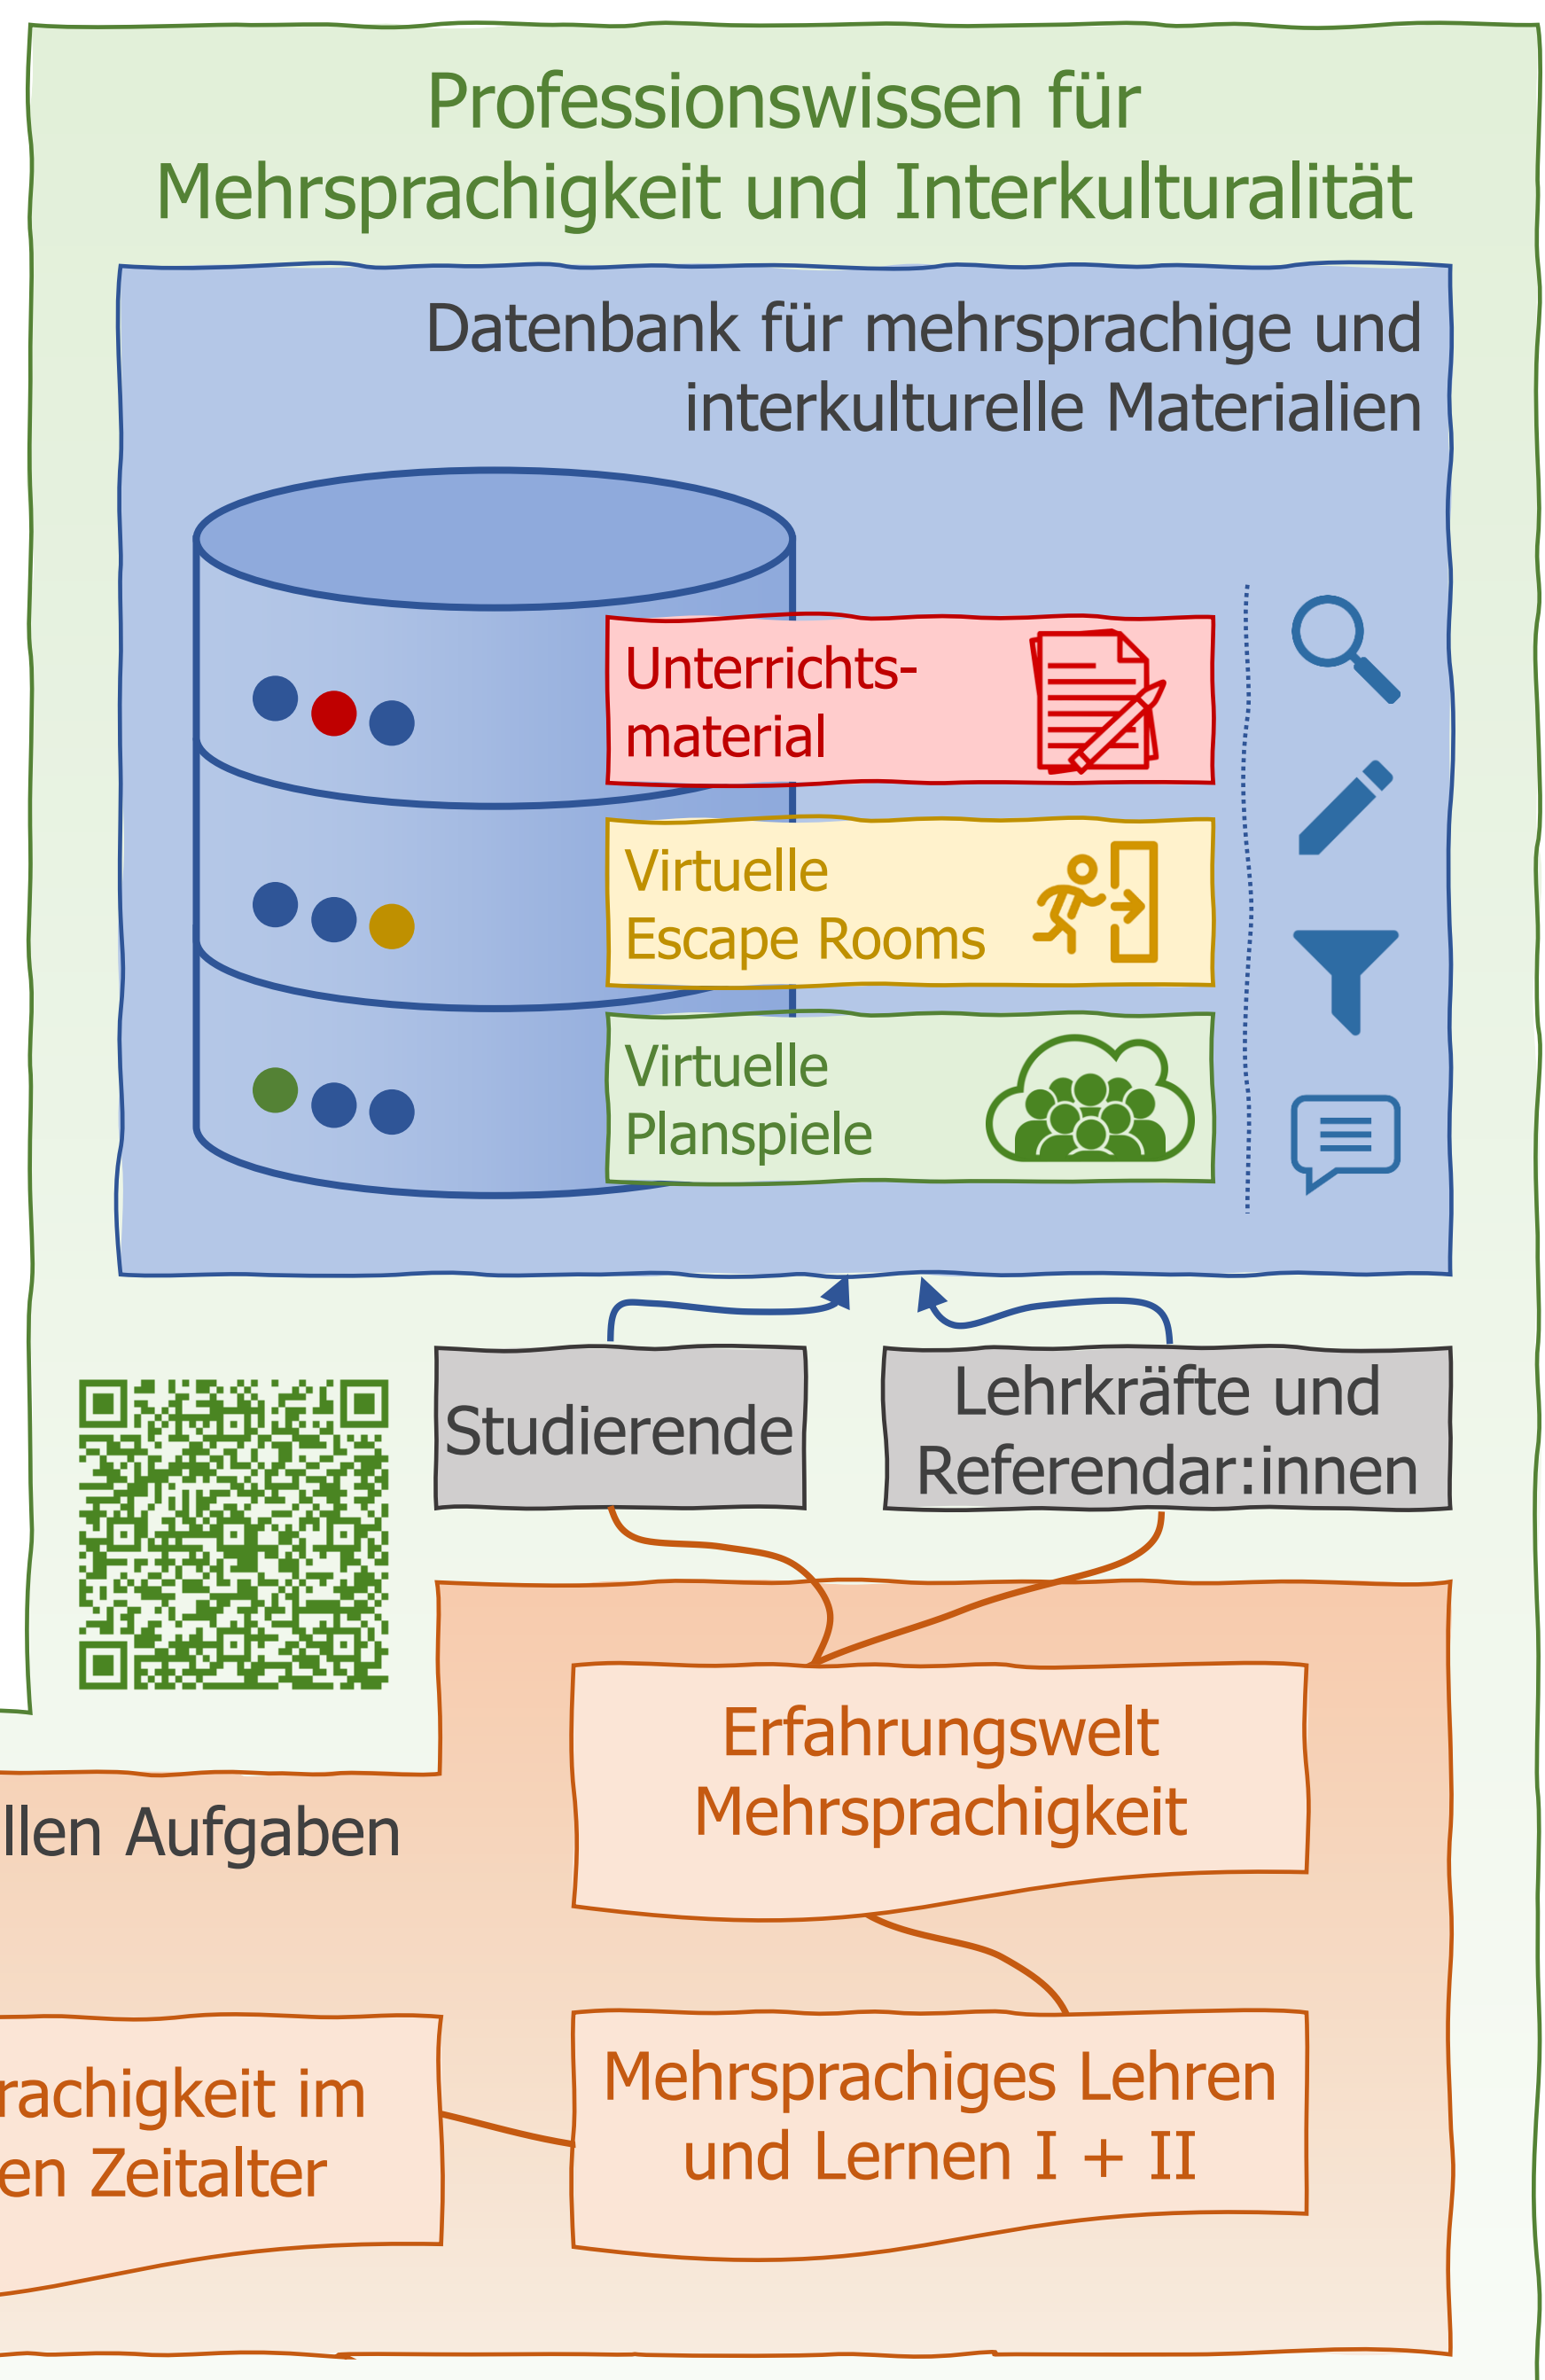 Professionswissen für
Mehrsprachigkeit und Interkulturalität
Datenbank für mehrsprachige und
interkulturelle Materialien
Unterrichts-
material
Virtuelle
Escape Rooms
Virtuelle
Planspiele
Studierende
Lehrkräfte und
Referendar:innen
Erfahrungswelt
Mehrsprachigkeit
llen Aufgaben
Mehrsprachiges Lehren
und Lernen I + II
rachigkeit im
en Zeitalter